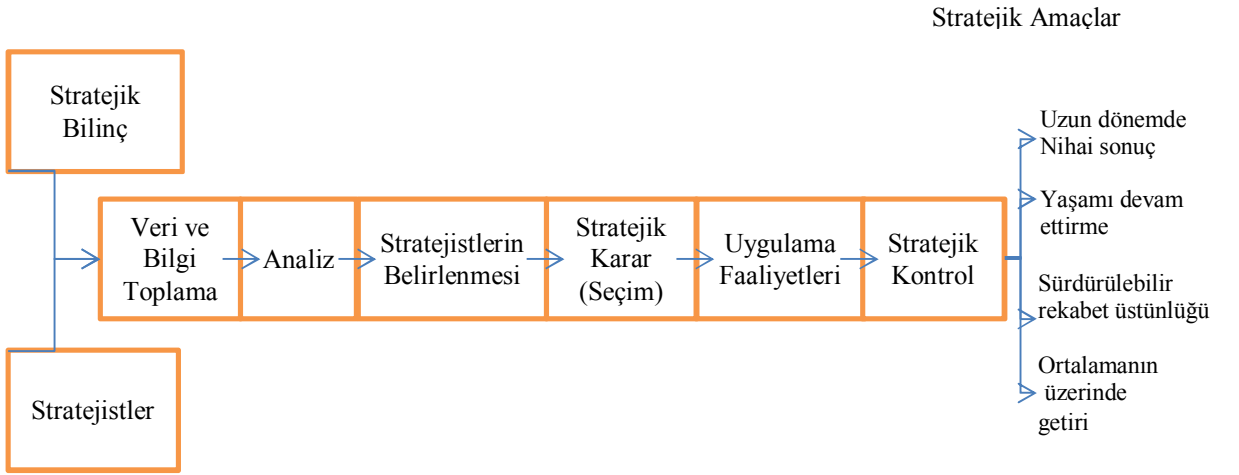 Stratejik Amaçlar
Stratejik
Bilinç
Stratejistler
Veri ve
Bilgi
Toplama
Analiz
Stratejistlerin
Belirlenmesi
Stratejik
Karar
(Seçim)
Uygulama
Faaliyetleri
Stratejik
Kontrol
Uzun dönemde
Nihai sonuç
Yaşamı devam
ettirme
Sürdürülebilir
rekabet üstünlüğü
Ortalamanın
üzerinde
getiri